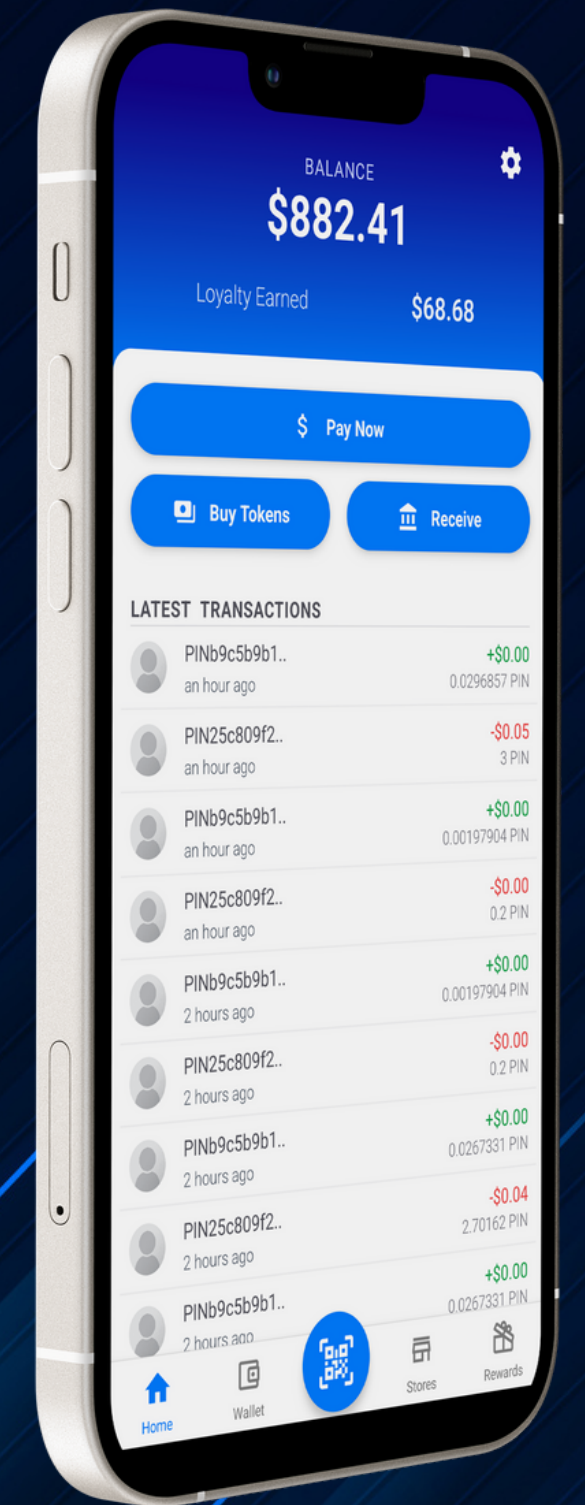 BALANCE
$882.41
Loyalty Earned $68.68
$ Pay Now
Buy Tokens
Receive
LATEST TRANSACTIONS
PINb9c5b9b1.. +$0.00
an hour ago 0.0296857 PIN
PIN25c809f2.. -$0.05
an hour ago 3 PIN
PINb9c5b9b1.. +$0.00
an hour ago 0.00197904 PIN
PIN25c809f2.. -$0.00
an hour ago 0.2 PIN
PINb9c5b9b1.. +$0.00
2 hours ago 0.00197904 PIN
PIN25c809f2.. -$0.00
2 hours ago 0.2 PIN
PINb9c5b9b1.. +$0.00
2 hours ago 0.0267331 PIN
PIN25c809f2.. -$0.04
2 hours ago 2.70162 PIN
PINb9c5b9b1.. +$0.00
2 hours ago 0.0267331 PIN
Home
Wallet
Stores
Rewards